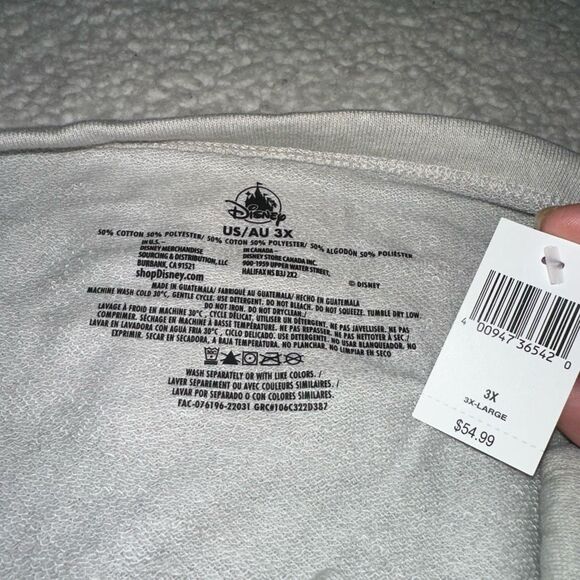 Disney
US/AU 3X
50% COTTON 50% POLYESTER/ 50% COTON 50% POLYESTER/ 50% ALGODÓN 50% POLIÉSTER
IN U.S. –
DISNEY MERCHANDISE
SOURCING & DISTRIBUTION, LLC
BURBANK, CA 91521
shopDisney.com
IN CANADA –
DISNEY STORE CANADA INC.
900-1959 UPPER WATER STREET,
HALIFAX NS B3J 2X2
© DISNEY
MADE IN GUATEMALA/ FABRIQUÉ AU GUATEMALA/ HECHO EN GUATEMALA
MACHINE WASH COLD 30°C, GENTLE CYCLE. USE DETERGENT. DO NOT BLEACH. DO NOT SQUEEZE. TUMBLE DRY LOW.
DO NOT IRON. DO NOT DRYCLEAN./
LAVAGE À FROID EN MACHINE 30°C, CYCLE DÉLICAT. UTILISER UN DÉTERGENT. NE PAS JAVELLISER. NE PAS
COMPRIMER. SÉCHAGE EN MACHINE À BASSE TEMPÉRATURE. NE PAS REPASSER. NE PAS NETTOYER À SEC./
LAVAR EN LAVADORA CON AGUA FRÍA 30°C, CICLO DELICADO. USE DETERGENTE. NO USAR BLANQUEADOR. NO
EXPRIMIR. SECAR EN SECADORA, A BAJA TEMPERATURA. NO PLANCHAR. NO LIMPIAR EN SECO
WASH SEPARATELY OR WITH LIKE COLORS./
LAVER SEPAREMENT OU AVEC COULEURS SIMILAIRES./
LAVAR POR SEPARADO O CON COLORES SIMILARES.
FAC-076196-22031 GRC#106C322D387
4 00947 36542 0
3X
3X-LARGE
$54.99